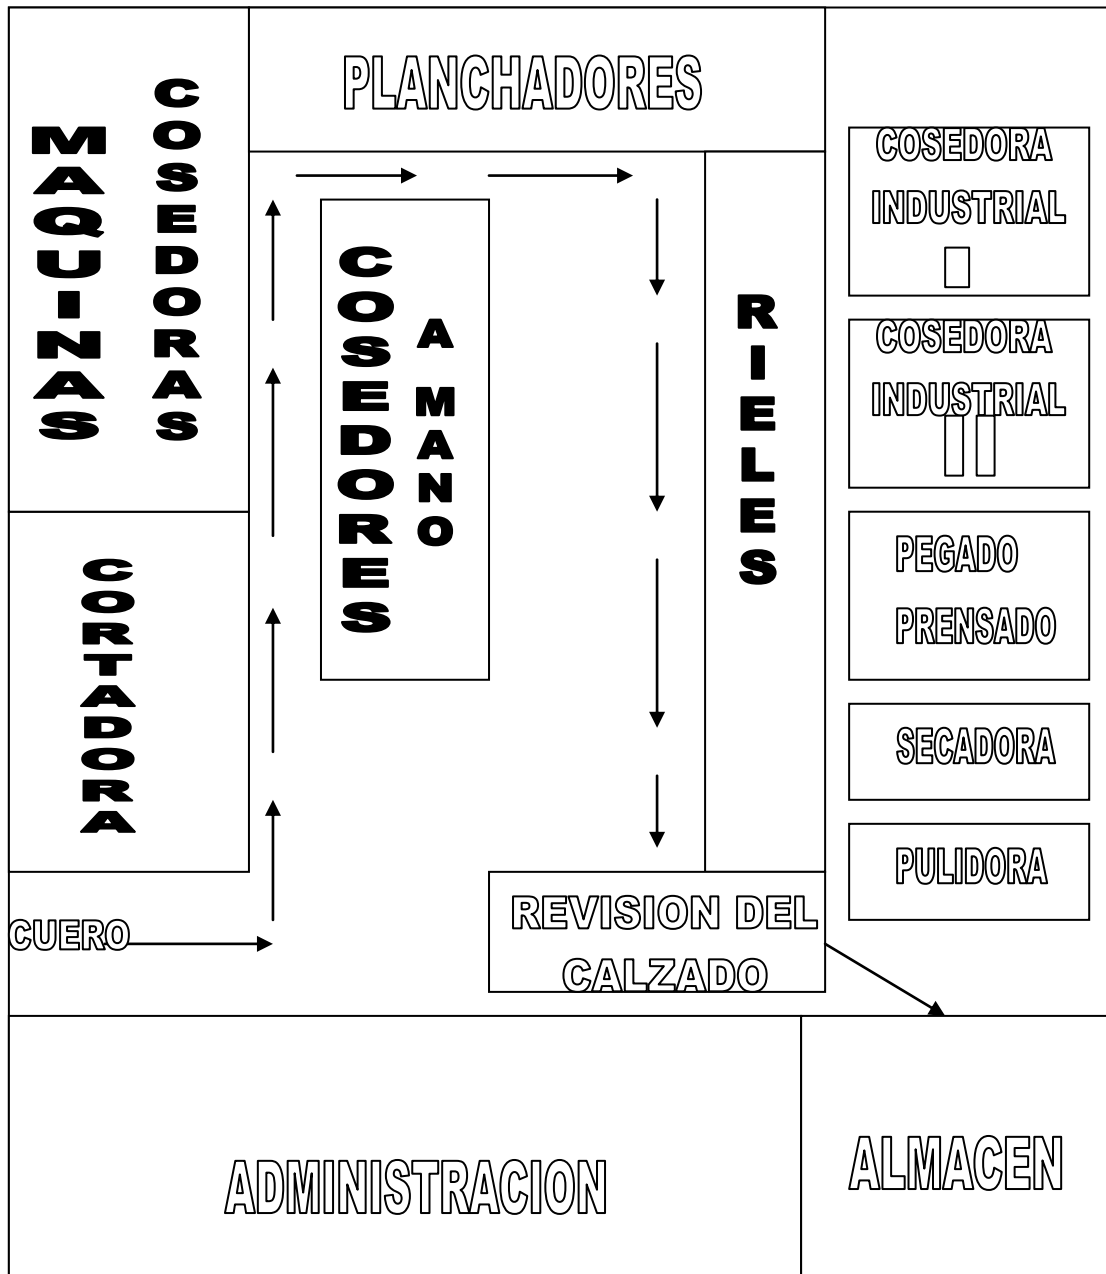 PLANCHADORES
MAQUINAS
COSEDORAS
COSEDORES
A MANO
RIELES
COSEDORA
INDUSTRIAL
I
COSEDORA
INDUSTRIAL
II
PEGADO
PRENSADO
SECADORA
PULIDORA
CORTADORA
CUERO
REVISION DEL
CALZADO
ADMINISTRACION
ALMACEN